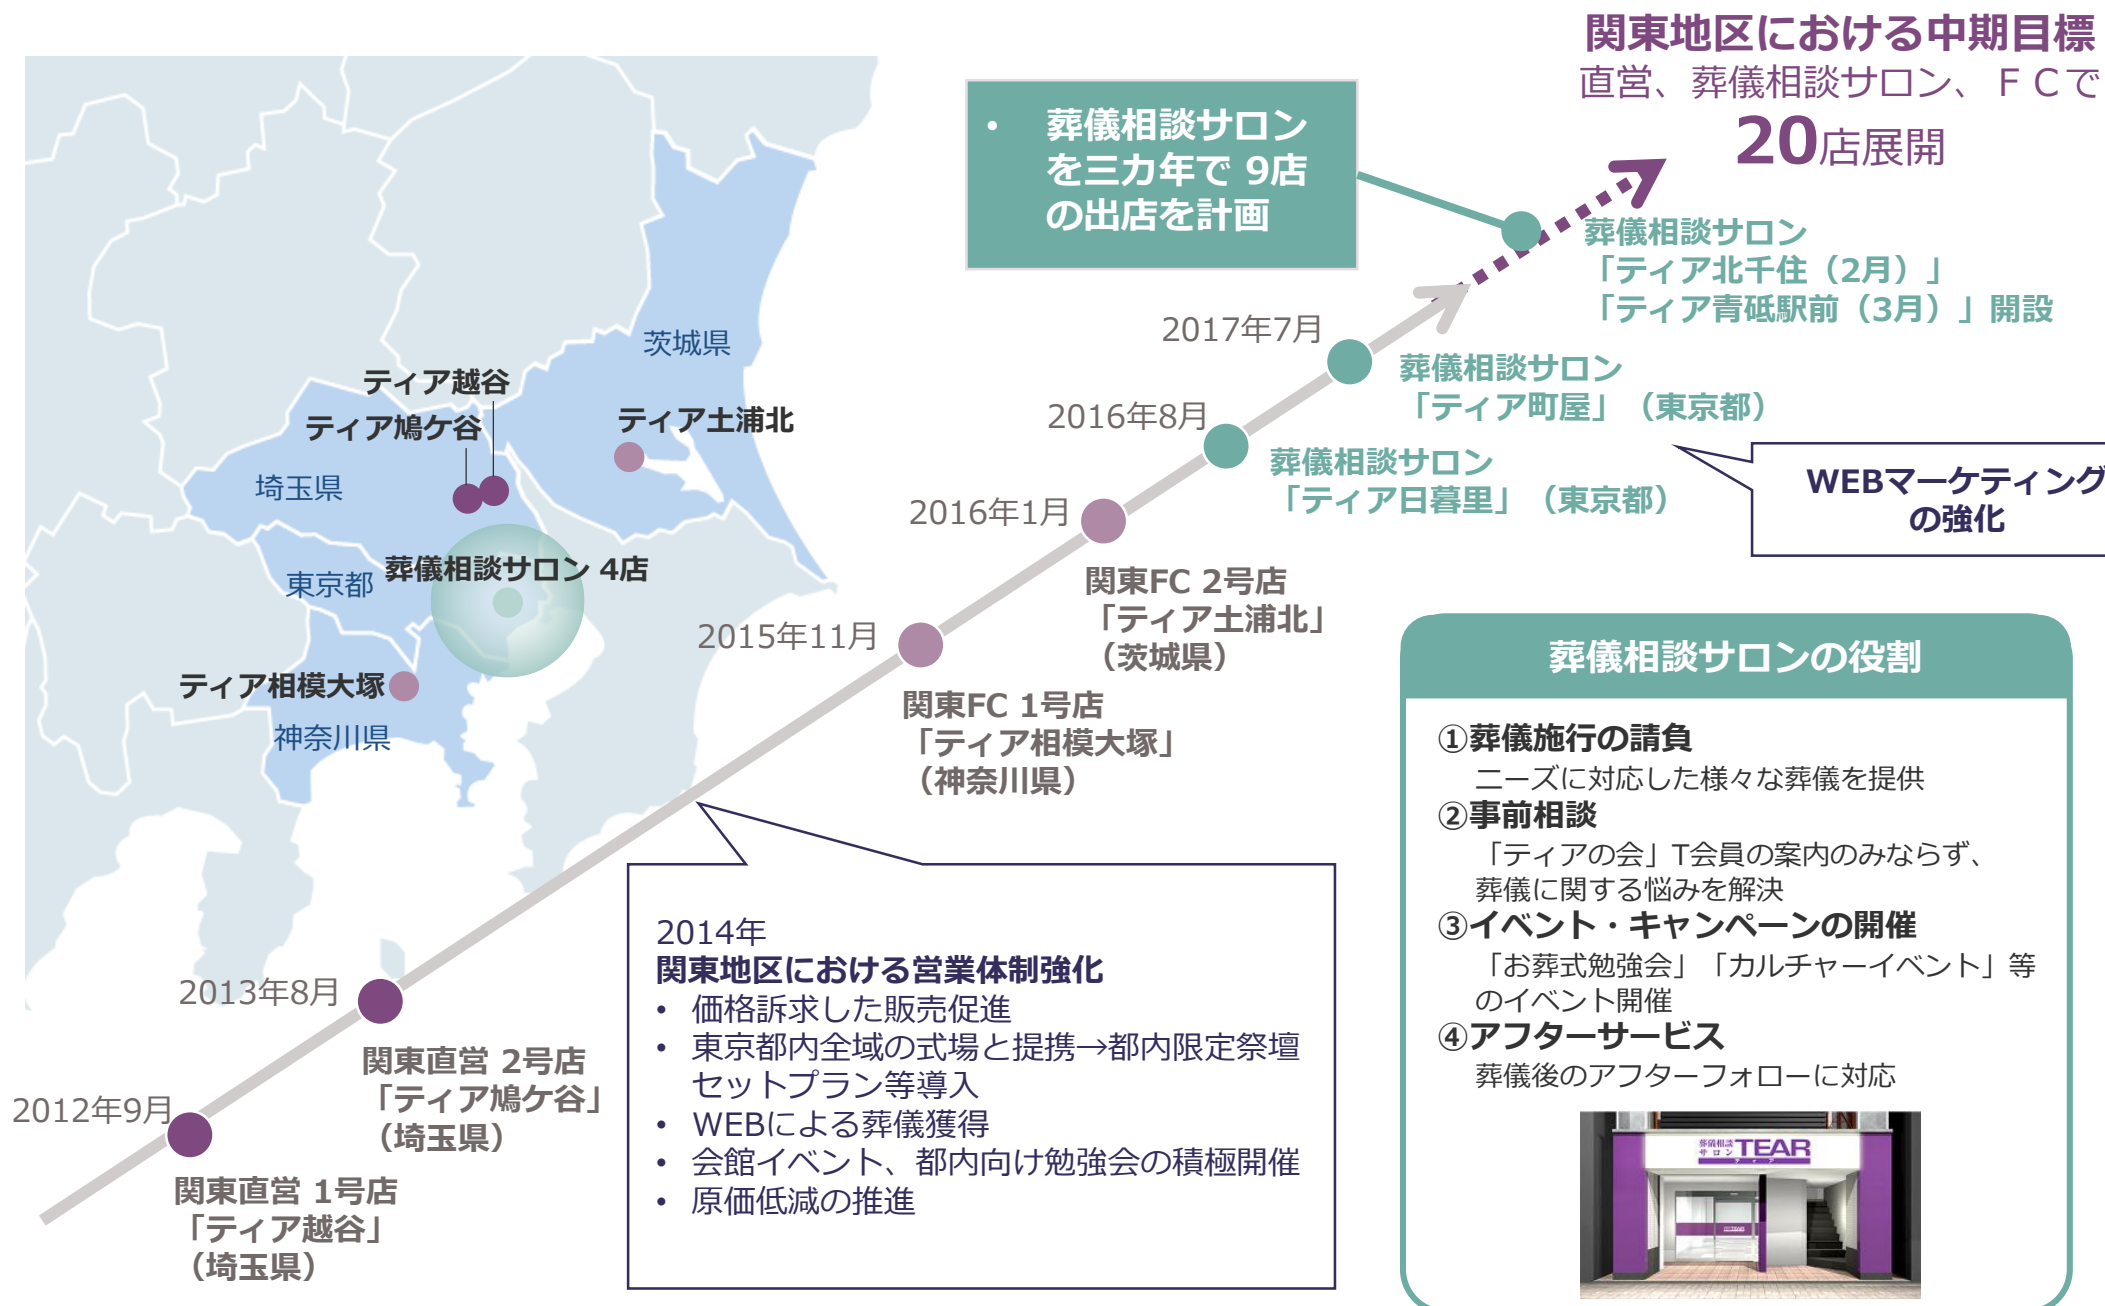 関東地区における中期目標
直営、葬儀相談サロン、ＦＣで
20店展開
• 葬儀相談サロン
を三カ年で 9店
の出店を計画
葬儀相談サロン
「ティア北千住（2月）」
「ティア青砥駅前（3月）」開設
2017年7月
葬儀相談サロン
「ティア町屋」（東京都）
2016年8月
葬儀相談サロン
「ティア日暮里」（東京都）
WEBマーケティング
の強化
2016年1月
関東FC 2号店
「ティア土浦北」
（茨城県）
2015年11月
関東FC 1号店
「ティア相模大塚」
（神奈川県）
茨城県
ティア越谷
ティア鳩ケ谷
ティア土浦北
埼玉県
葬儀相談サロン 4店
東京都
ティア相模大塚
神奈川県
2014年
関東地区における営業体制強化
• 価格訴求した販売促進
• 東京都内全域の式場と提携→都内限定祭壇
セットプラン等導入
• WEBによる葬儀獲得
• 会館イベント、都内向け勉強会の積極開催
• 原価低減の推進
2013年8月
関東直営 2号店
「ティア鳩ケ谷」
（埼玉県）
2012年9月
関東直営 1号店
「ティア越谷」
（埼玉県）
葬儀相談サロンの役割
①葬儀施行の請負
ニーズに対応した様々な葬儀を提供
②事前相談
「ティアの会」T会員の案内のみならず、
葬儀に関する悩みを解決
③イベント・キャンペーンの開催
「お葬式勉強会」「カルチャーイベント」等
のイベント開催
④アフターサービス
葬儀後のアフターフォローに対応
葬儀相談
サロン TEAR
ティア